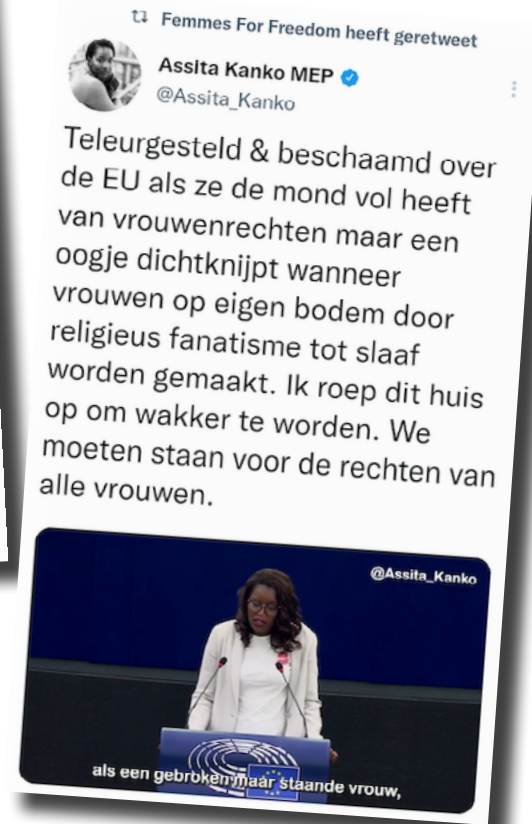 Femmes For Freedom heeft geretweet
Assita Kanko MEP
@Assita_Kanko
Teleurgesteld & beschaamd over
de EU als ze de mond vol heeft
van vrouwenrechten maar een
oogje dichtknijpt wanneer
vrouwen op eigen bodem door
religieus fanatisme tot slaaf
worden gemaakt. Ik roep dit huis
op om wakker te worden. We
moeten staan voor de rechten van
alle vrouwen.
@Assita_Kanko
als een gebroken maar staande vrouw,